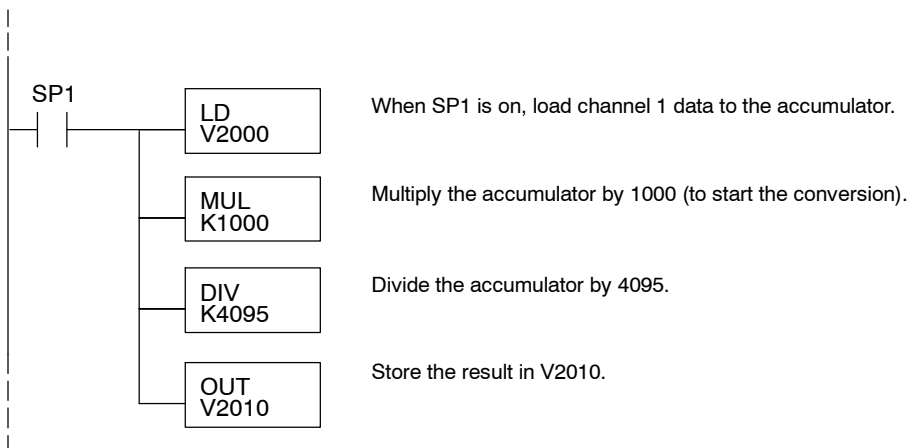 SP1
LD
V2000
When SP1 is on, load channel 1 data to the accumulator.
MUL
K1000
Multiply the accumulator by 1000 (to start the conversion).
DIV
K4095
Divide the accumulator by 4095.
OUT
V2010
Store the result in V2010.